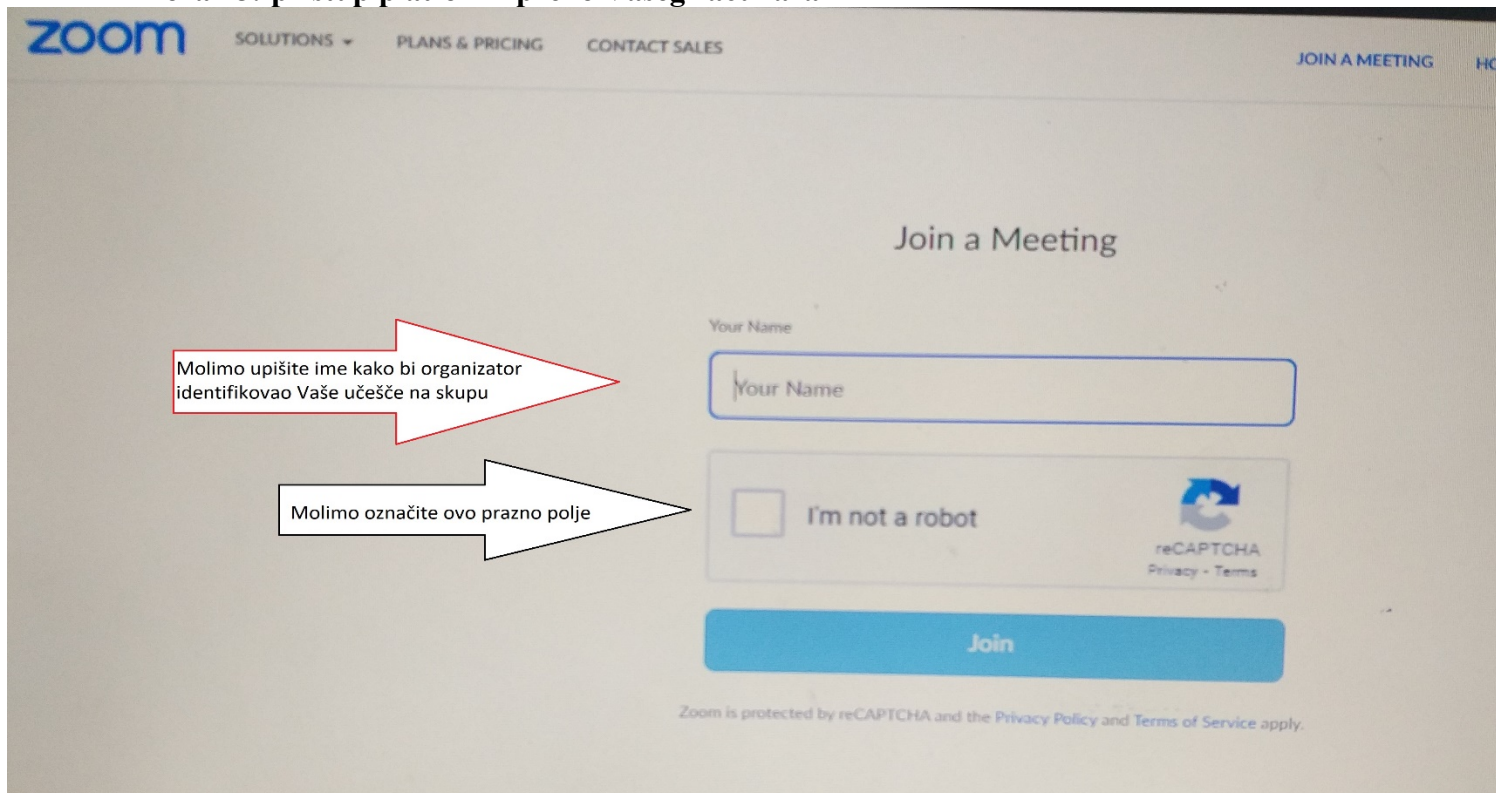 zoom
SOLUTIONS PLANS & PRICING CONTACT SALES
JOIN A MEETING
Join a Meeting
Your Name
Your Name
Molimo upišite ime kako bi organizator
identifikovao Vaše učešče na skupu
Molimo označite ovo prazno polje
I'm not a robot
reCAPTCHA
Privacy - Terms
Join
Zoom is protected by reCAPTCHA and the Privacy Policy and Terms of Service apply.